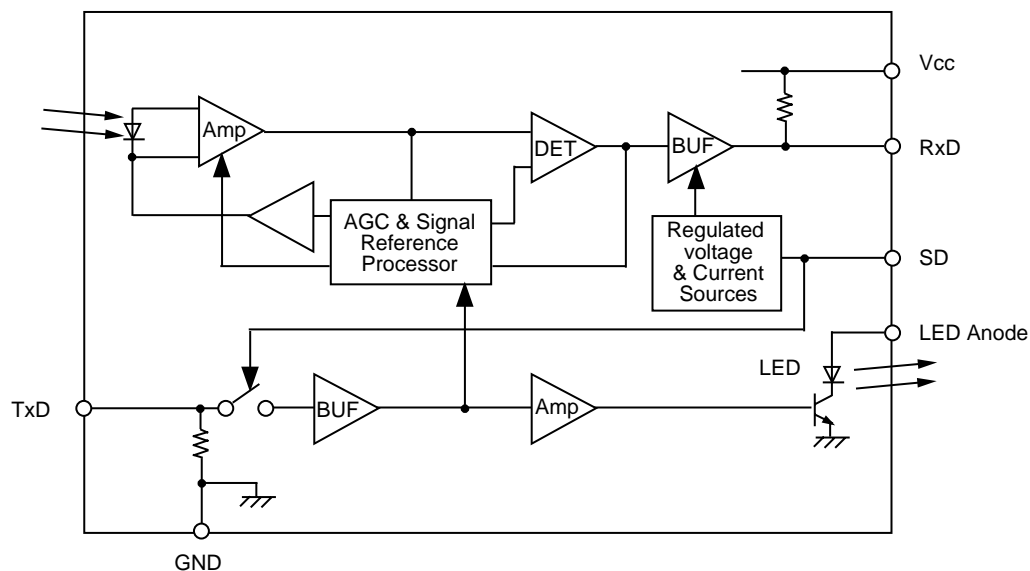 Vcc
Amp
DET
BUF
RxD
AGC & Signal
Reference
Processor
Regulated
voltage
& Current
Sources
SD
LED Anode
LED
TxD
BUF
Amp
GND